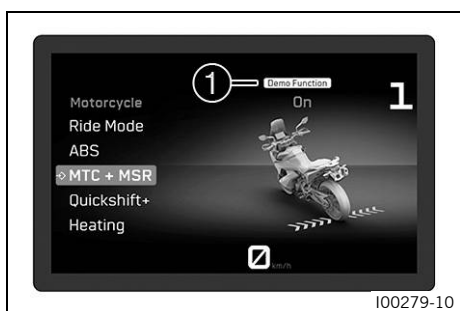 1
Demo Function
Motorcycle
On
1
Ride Mode
ABS
MTC + MSR
Quickshift+
Heating
0 km/h
I00279-10